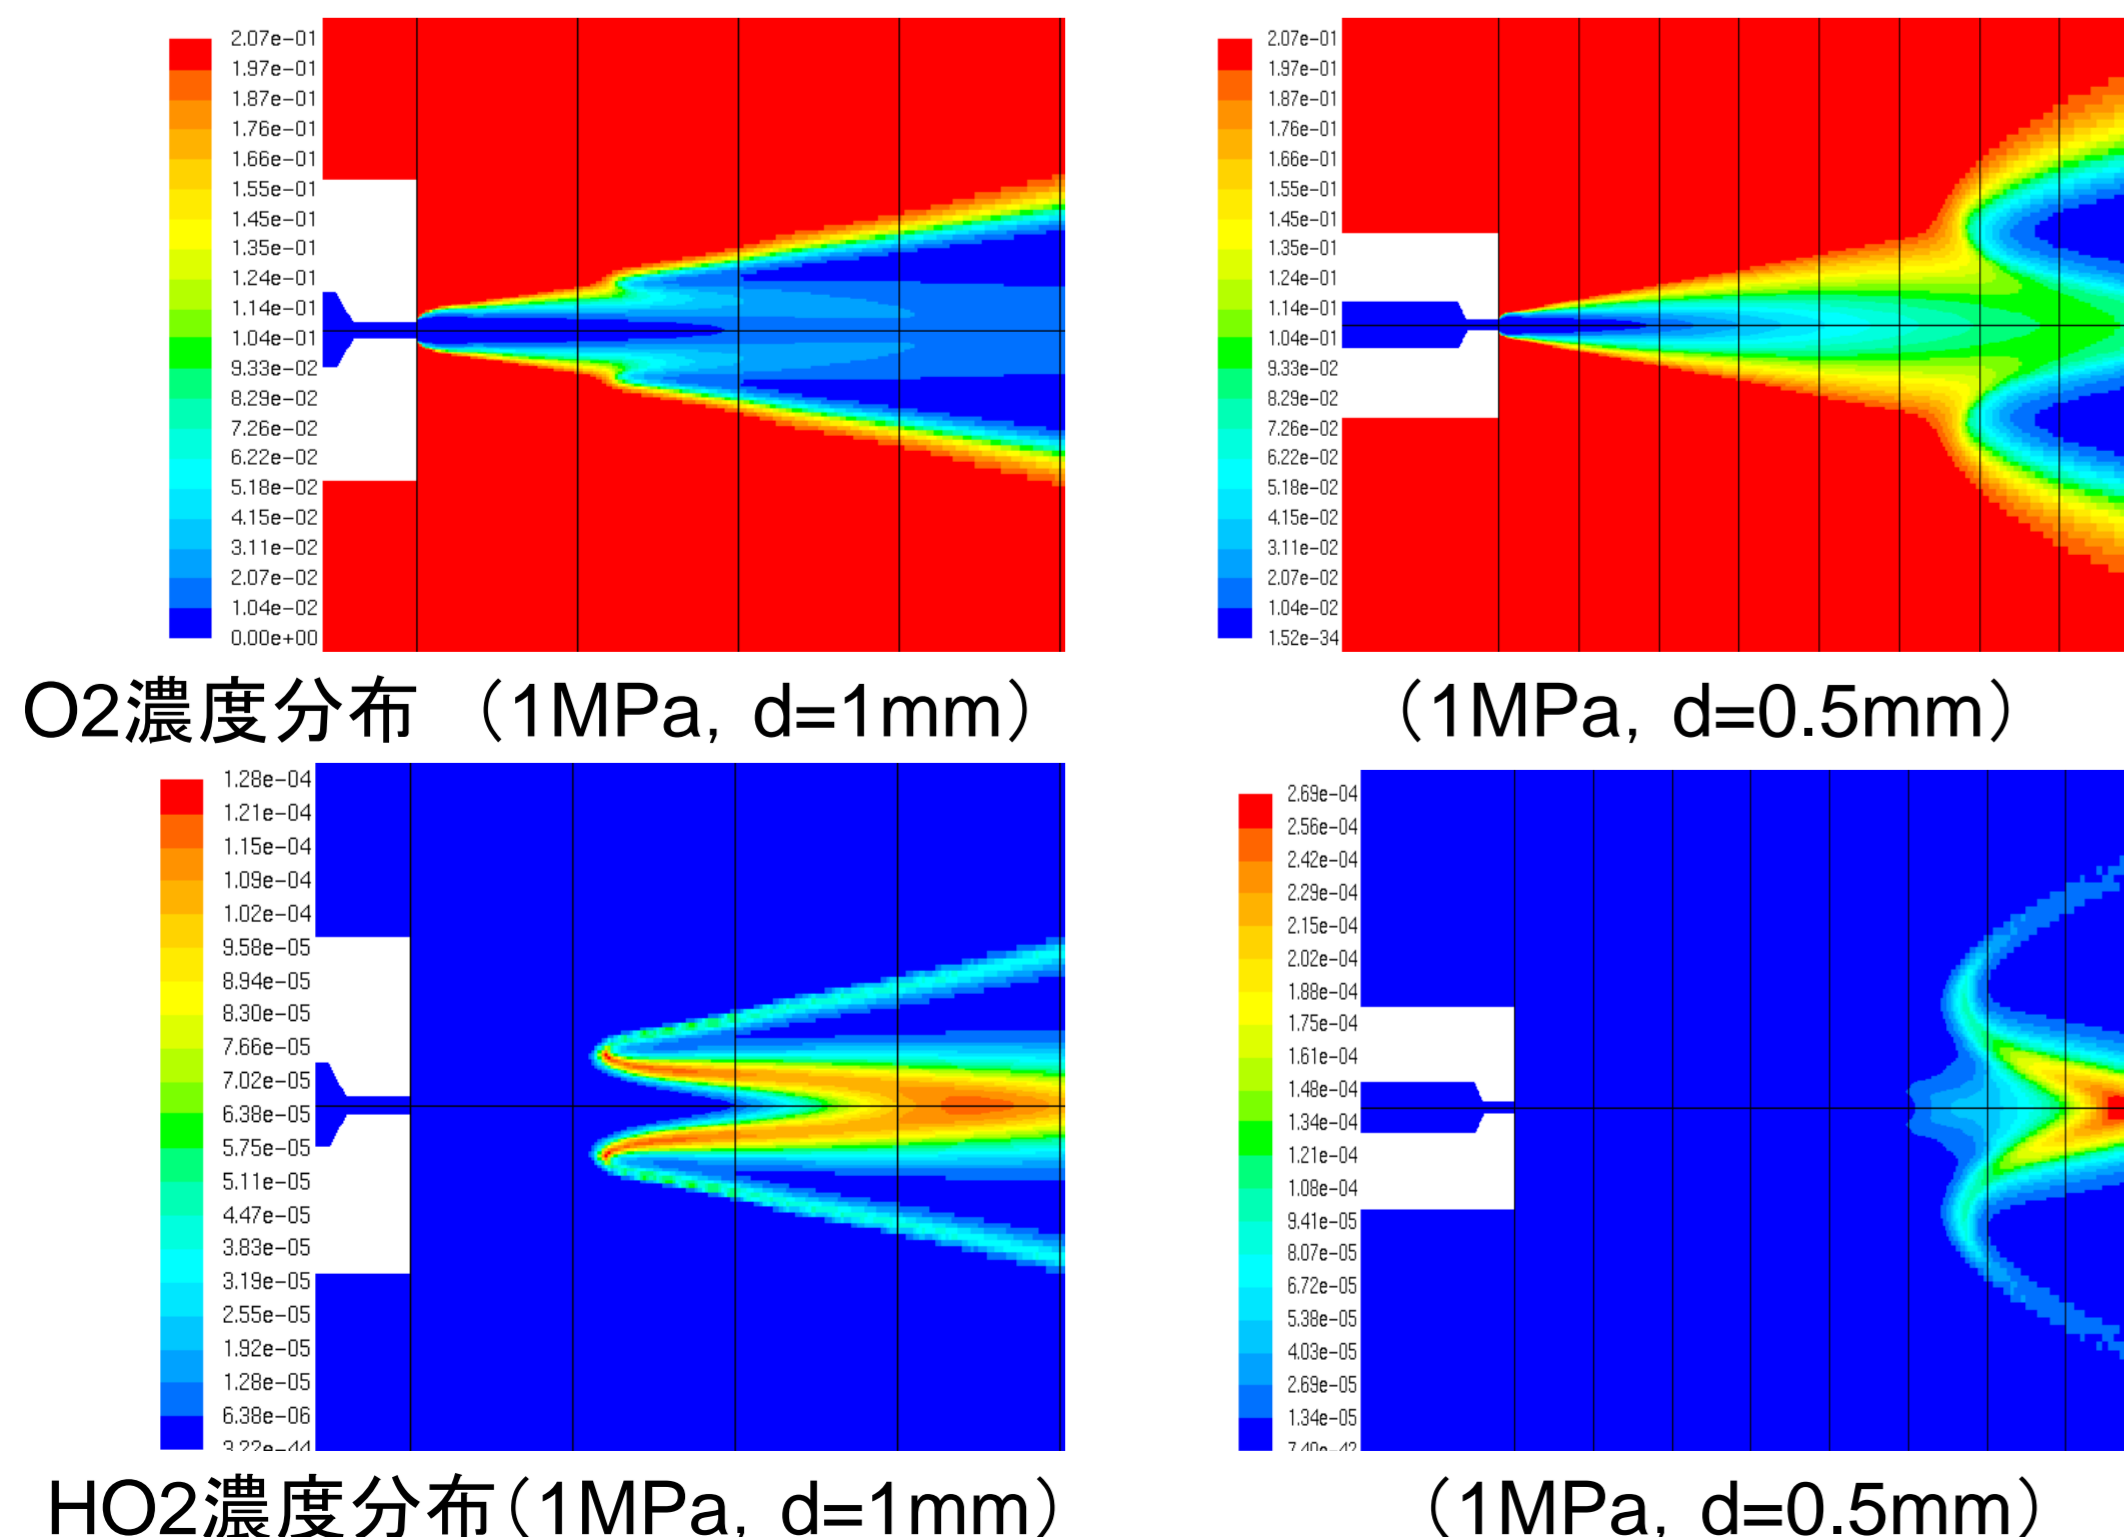 2.07e-01
1.97e-01
1.87e-01
1.76e-01
1.66e-01
1.55e-01
1.45e-01
1.35e-01
1.24e-01
1.14e-01
1.04e-01
9.33e-02
8.29e-02
7.26e-02
6.22e-02
5.18e-02
4.15e-02
3.11e-02
2.07e-02
1.04e-02
0.00e+00
2.07e-01
1.97e-01
1.87e-01
1.76e-01
1.66e-01
1.55e-01
1.45e-01
1.35e-01
1.24e-01
1.14e-01
1.04e-01
9.33e-02
8.29e-02
7.26e-02
6.22e-02
5.18e-02
4.15e-02
3.11e-02
2.07e-02
1.04e-02
1.52e-34
O2濃度分布 （1MPa, d=1mm）
（1MPa, d=0.5mm）
1.28e-04
1.21e-04
1.15e-04
1.09e-04
1.02e-04
9.58e-05
8.94e-05
8.30e-05
7.66e-05
7.02e-05
6.38e-05
5.75e-05
5.11e-05
4.47e-05
3.83e-05
3.19e-05
2.55e-05
1.92e-05
1.28e-05
6.38e-06
3.22e-44
2.69e-04
2.56e-04
2.42e-04
2.29e-04
2.15e-04
2.02e-04
1.88e-04
1.75e-04
1.61e-04
1.48e-04
1.34e-04
1.21e-04
1.08e-04
9.41e-05
8.07e-05
6.72e-05
5.38e-05
4.03e-05
2.69e-05
1.34e-05
7.40e-42
HO2濃度分布（1MPa, d=1mm）
（1MPa, d=0.5mm）